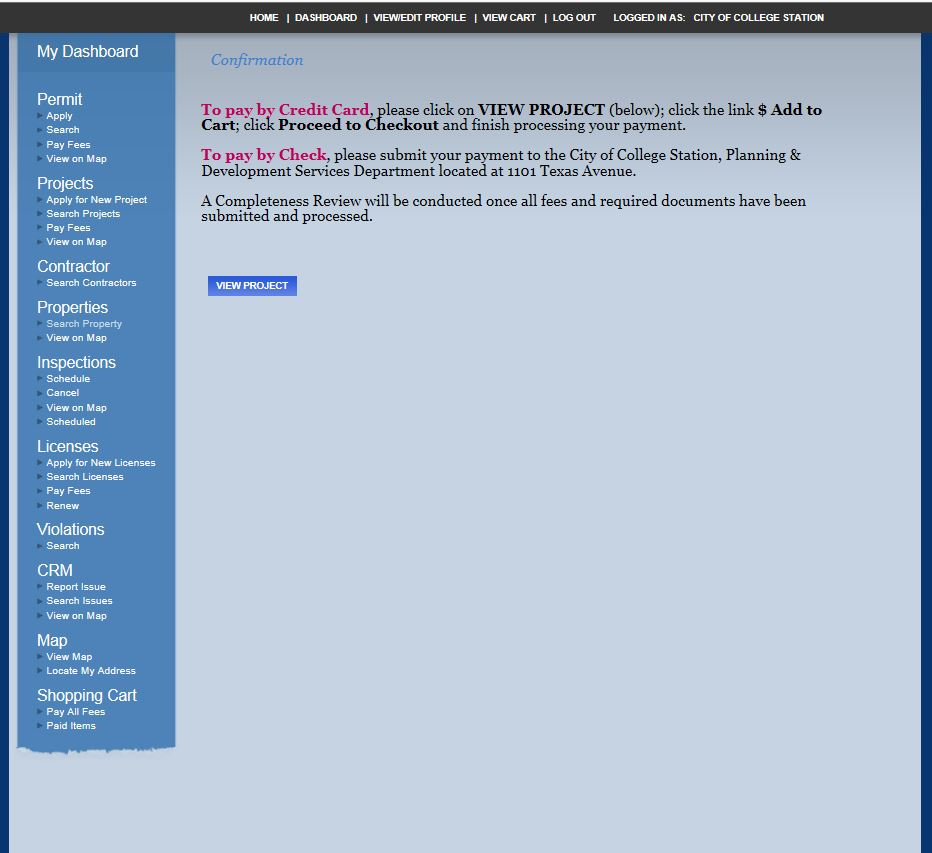 HOME | DASHBOARD | VIEW/EDIT PROFILE | VIEW CART | LOG OUT LOGGED IN AS: CITY OF COLLEGE STATION
My Dashboard
Permit
Apply
Search
Pay Fees
View on Map
Projects
Apply for New Project
Search Projects
Pay Fees
View on Map
Contractor
Search Contractors
Properties
Search Property
View on Map
Inspections
Schedule
Cancel
View on Map
Scheduled
Licenses
Apply for New Licenses
Search Licenses
Pay Fees
Renew
Violations
Search
CRM
Report Issue
Search Issues
View on Map
Map
View Map
Locate My Address
Shopping Cart
Pay All Fees
Paid Items
Confirmation
To pay by Credit Card, please click on VIEW PROJECT (below); click the link $ Add to
Cart; click Proceed to Checkout and finish processing your payment.
To pay by Check, please submit your payment to the City of College Station, Planning &
Development Services Department located at 1101 Texas Avenue.
A Completeness Review will be conducted once all fees and required documents have been
submitted and processed.
VIEW PROJECT